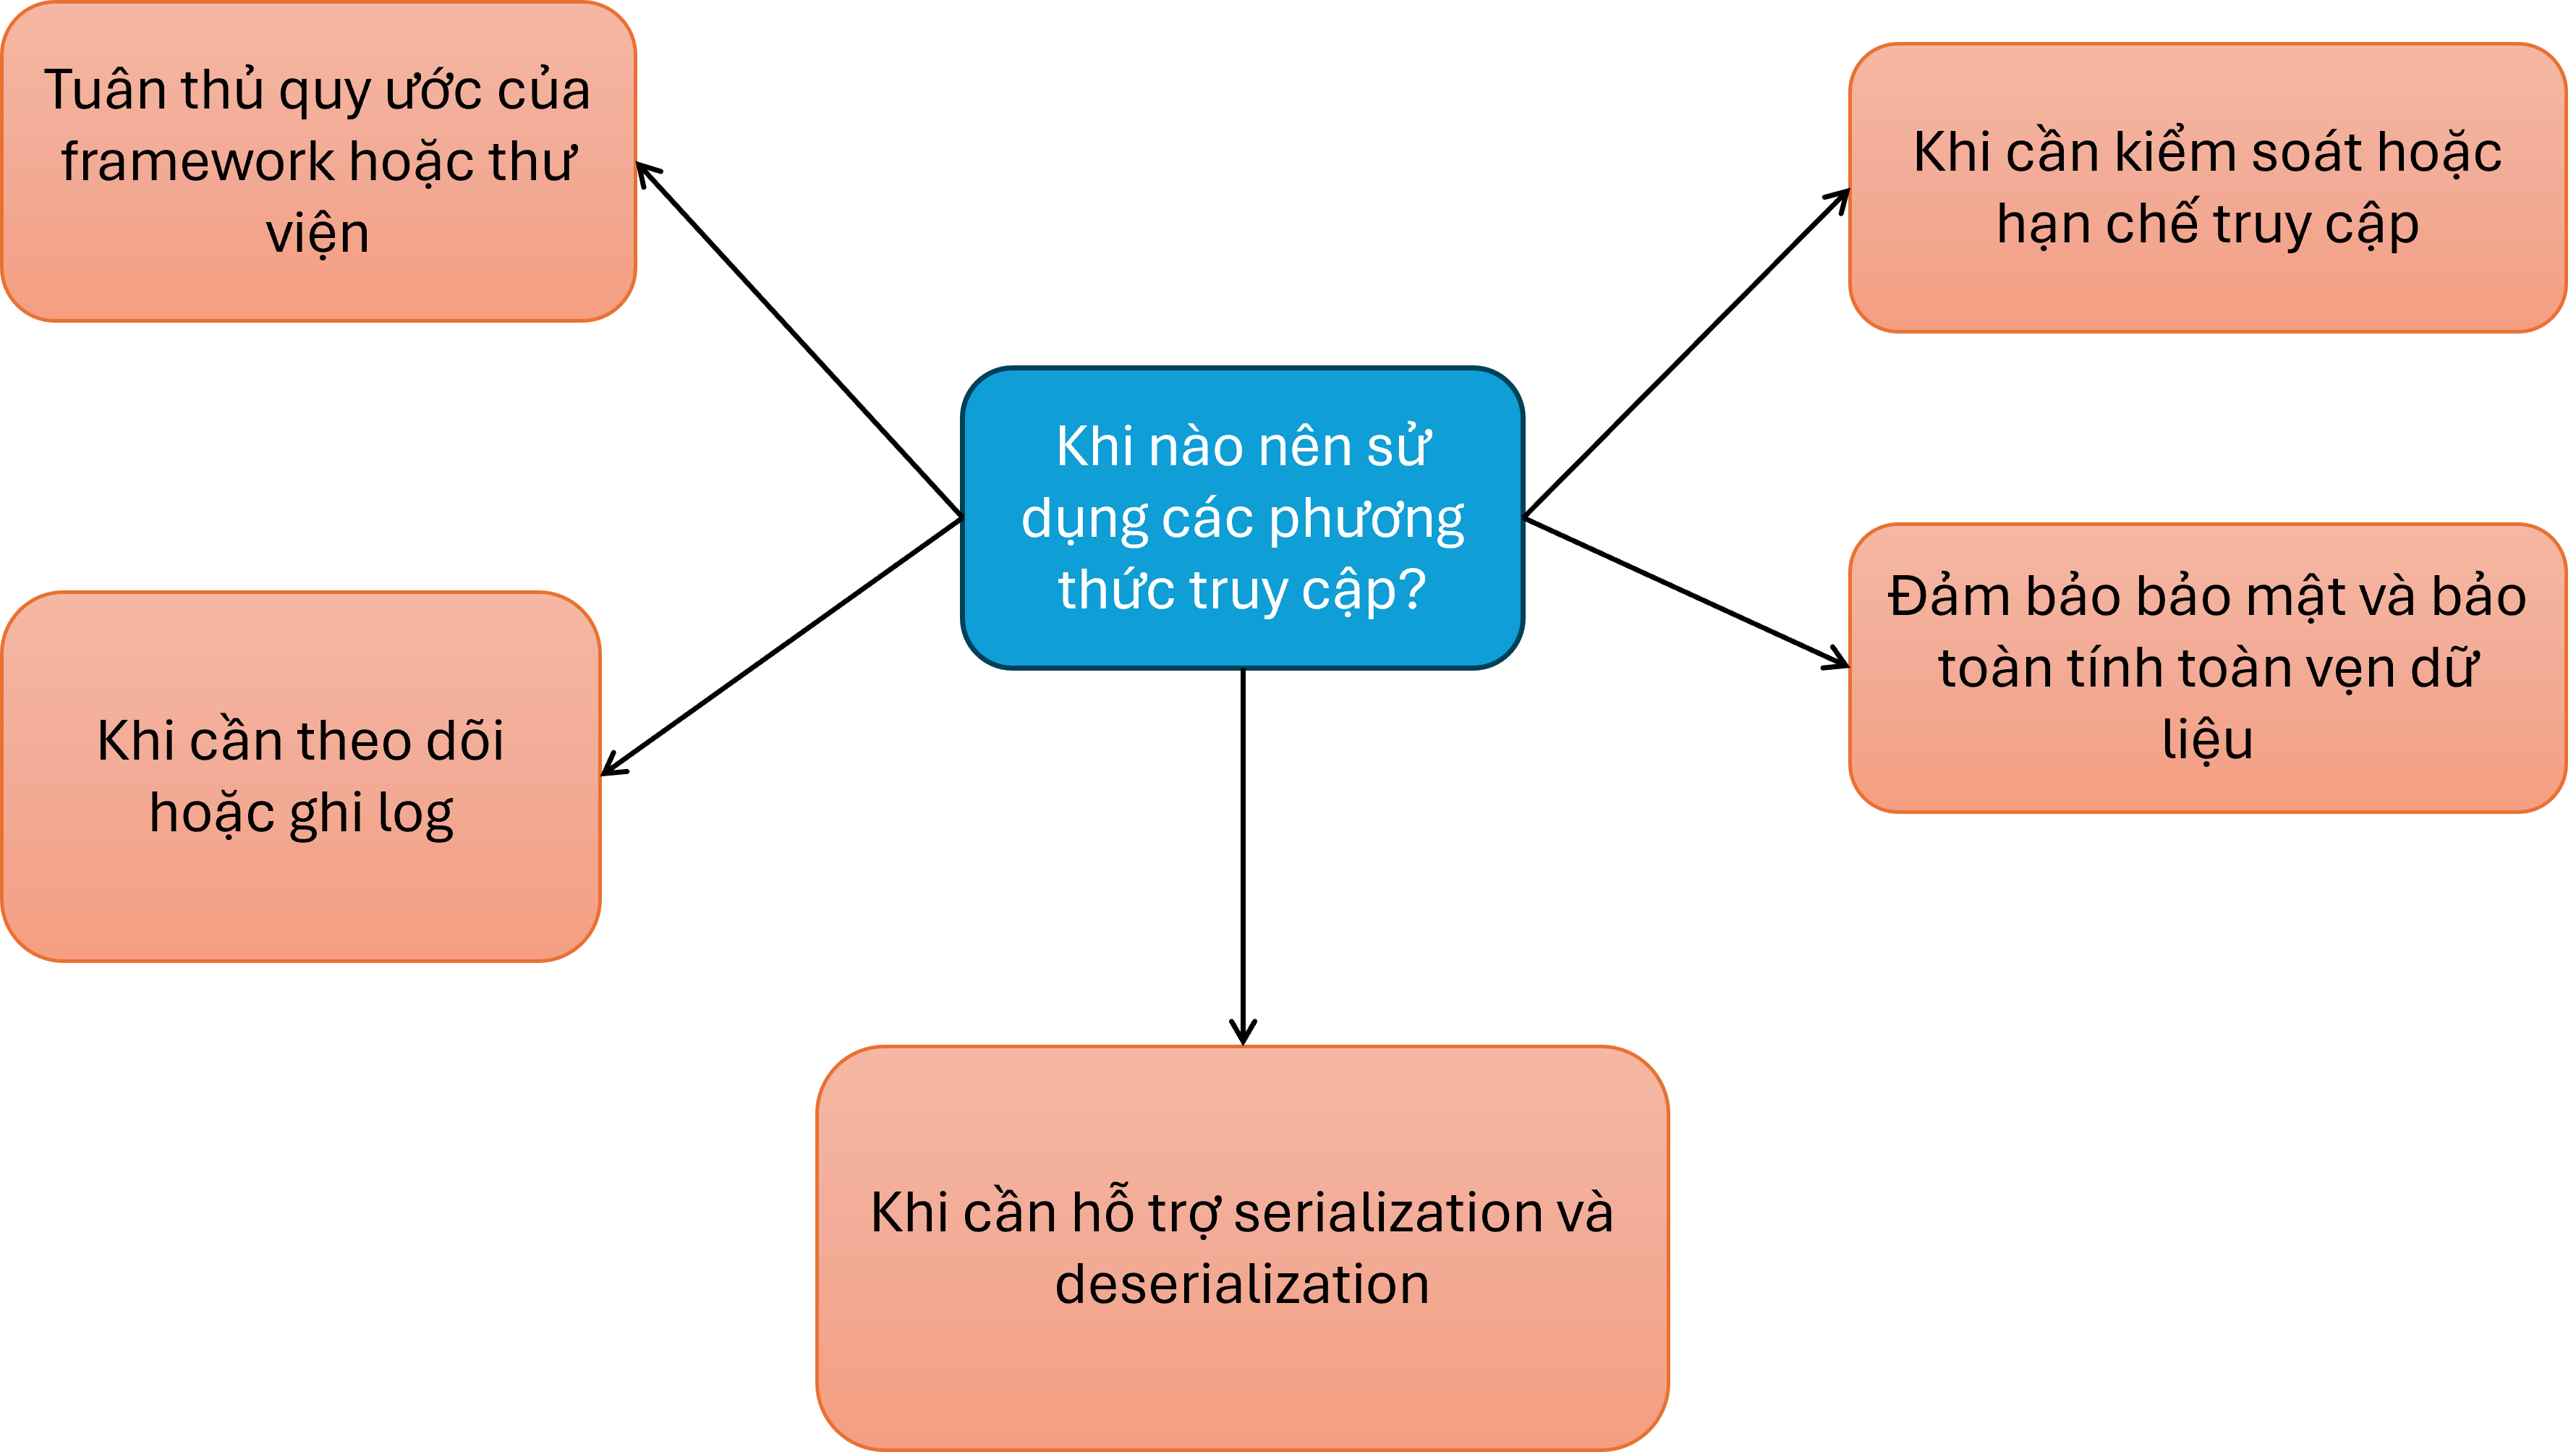 Tuân thủ quy ước của
framework hoặc thư
viện
Khi cần kiểm soát hoặc
hạn chế truy cập
Khi nào nên sử
dụng các phương
thức truy cập?
Đảm bảo bảo mật và bảo
toàn tính toàn vẹn dữ
liệu
Khi cần theo dõi
hoặc ghi log
Khi cần hỗ trợ serialization và
deserialization